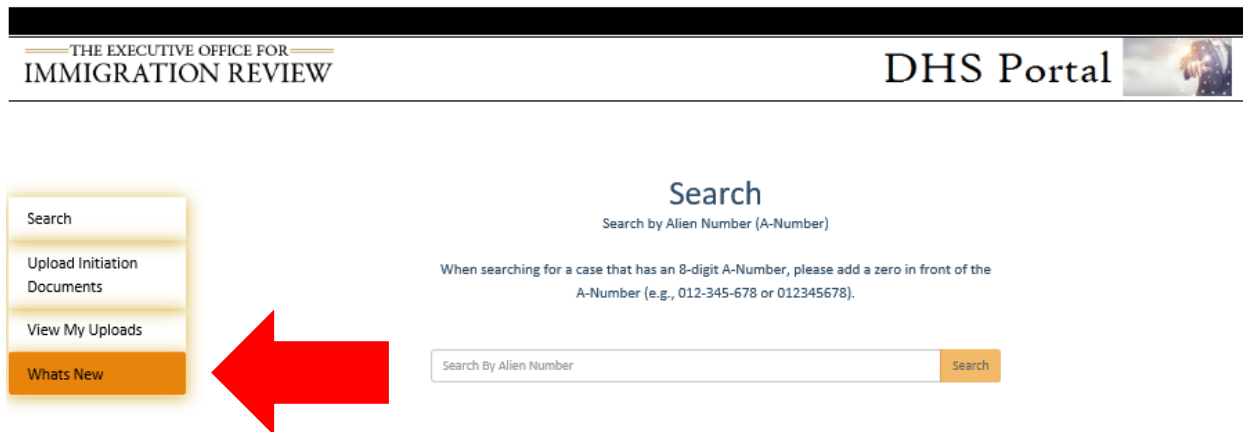 THE EXECUTIVE OFFICE FOR
IMMIGRATION REVIEW
DHS Portal
Search
Upload Initiation
Documents
View My Uploads
Whats New
Search
Search by Alien Number (A-Number)
When searching for a case that has an 8-digit A-Number, please add a zero in front of the
A-Number (e.g., 012-345-678 or 012345678).
Search By Alien Number
Search